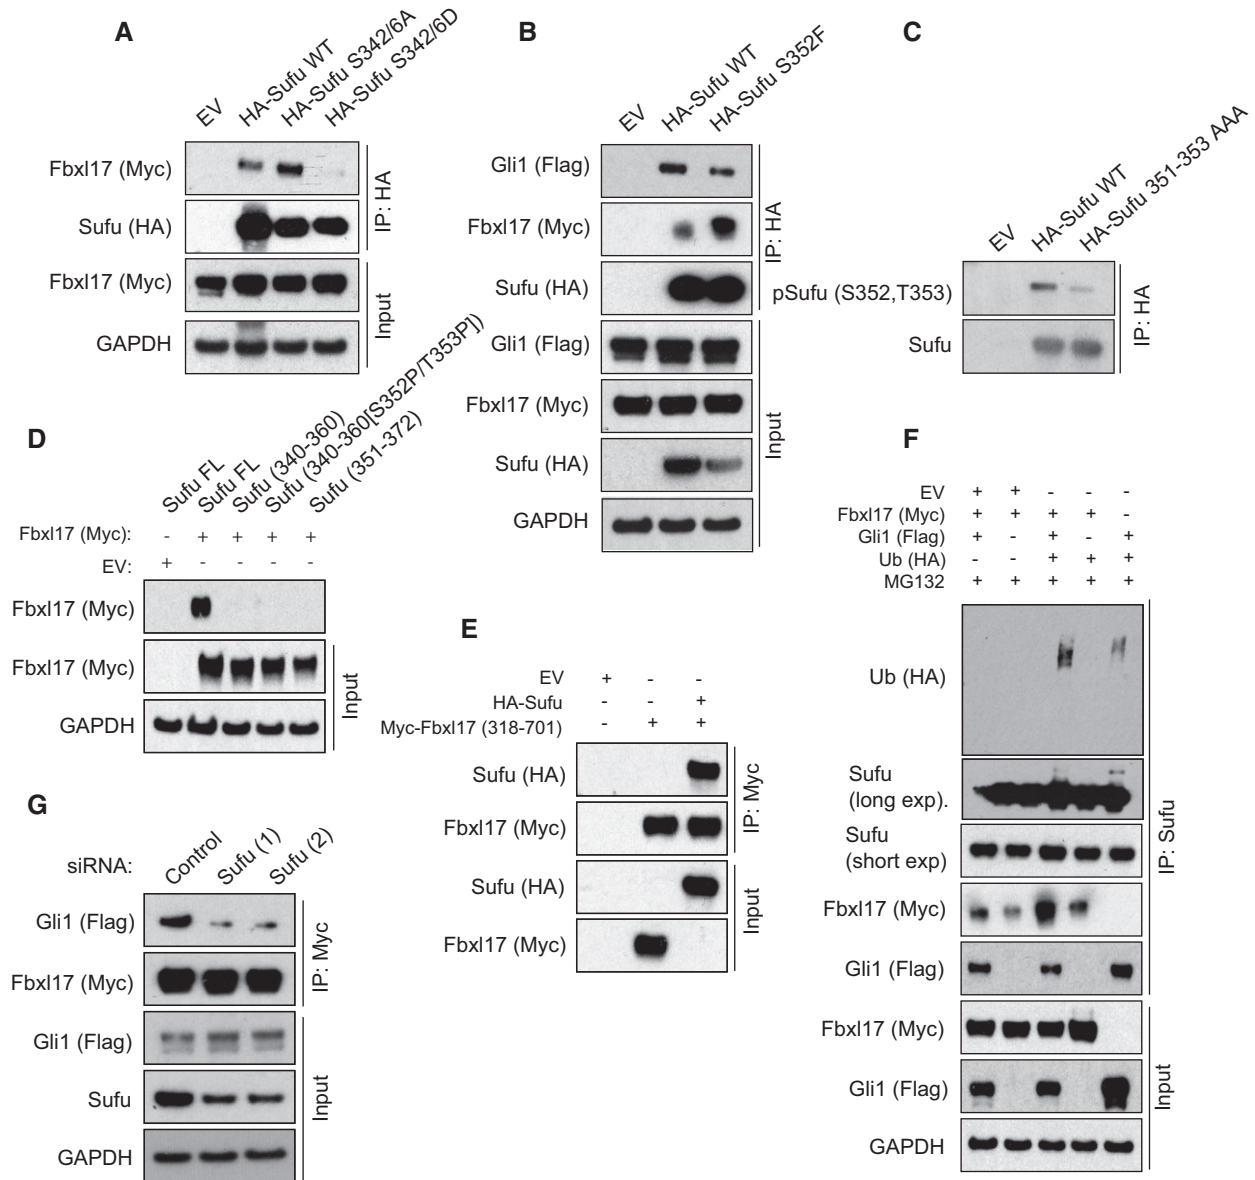 A
EV
HA-Sufu WT
HA-Sufu S342/6A
HA-Sufu S342/6D
Fbxl17 (Myc)
Sufu (HA)
IP: HA
Fbxl17 (Myc)
GAPDH
Input
B
EV
HA-Sufu WT
HA-Sufu S352F
Gli1 (Flag)
Fbxl17 (Myc)
Sufu (HA)
IP: HA
Gli1 (Flag)
Fbxl17 (Myc)
Sufu (HA)
GAPDH
Input
C
EV
HA-Sufu WT
HA-Sufu 351-353 AAA
pSufu (S352,T353)
Sufu
IP: HA
D
Sufu FL
Sufu FL
Sufu (340-360)
Sufu (340-360[S352P/T353P])
Sufu (351-372)
Fbxl17 (Myc): - + + + +
EV: + - - - -
Fbxl17 (Myc)
Fbxl17 (Myc)
GAPDH
Input
E
EV + - -
HA-Sufu - - +
Myc-Fbxl17 (318-701) - + +
Sufu (HA)
Fbxl17 (Myc)
IP: Myc
Sufu (HA)
Fbxl17 (Myc)
Input
F
EV + + - - -
Fbxl17 (Myc) + + + + -
Gli1 (Flag) + - + - +
Ub (HA) - - + + +
MG132 + + + + +
Ub (HA)
Sufu
(long exp).
Sufu
(short exp)
Fbxl17 (Myc)
Gli1 (Flag)
IP: Sufu
Fbxl17 (Myc)
Gli1 (Flag)
GAPDH
Input
G
siRNA:
Control
Sufu (1)
Sufu (2)
Gli1 (Flag)
Fbxl17 (Myc)
IP: Myc
Gli1 (Flag)
Sufu
GAPDH
Input